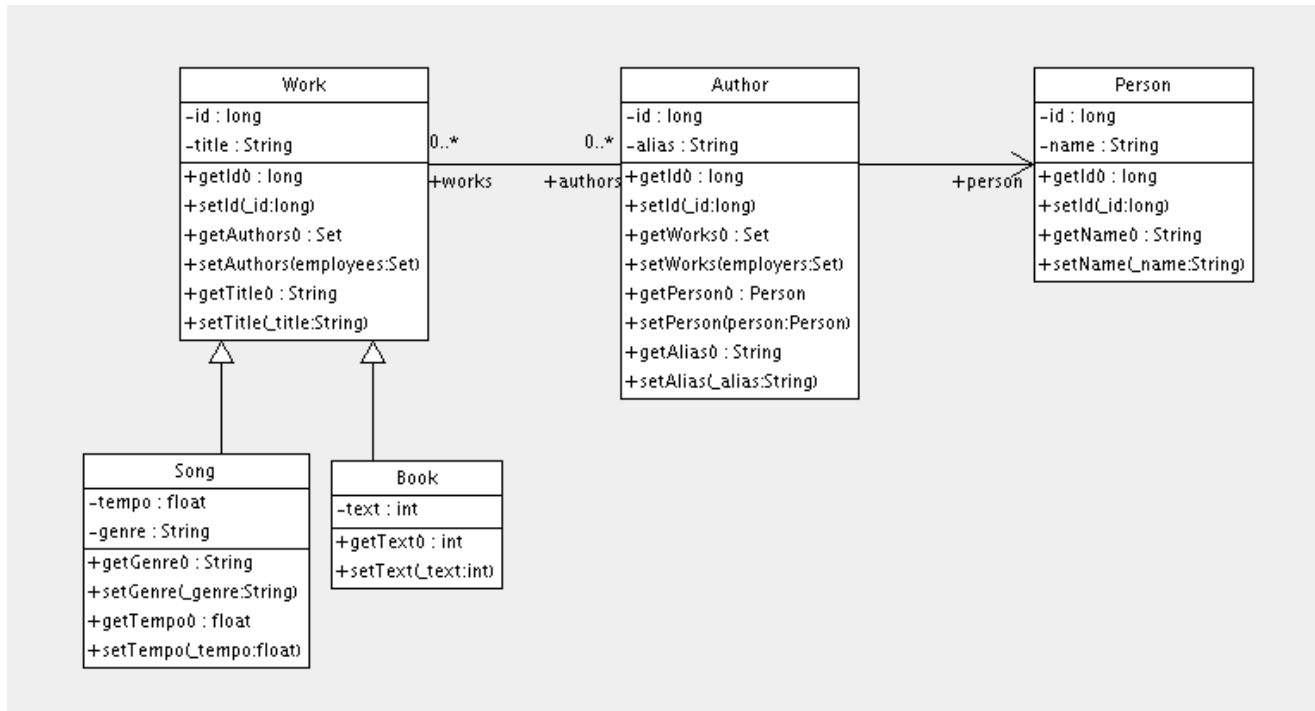 Work
-id : long
-title : String
+getId() : long
+setId(_id:long)
+getAuthors() : Set
+setAuthors(employees:Set)
+getTitle() : String
+setTitle(_title:String)
0..*
+works
0..*
+authors
Author
-id : long
-alias : String
+getId() : long
+setId(_id:long)
+getWorks() : Set
+setWorks(employers:Set)
+getPerson() : Person
+setPerson(person:Person)
+getAlias() : String
+setAlias(_alias:String)
+person
Person
-id : long
-name : String
+getId() : long
+setId(_id:long)
+getName() : String
+setName(_name:String)
Song
-tempo : float
-genre : String
+getGenre() : String
+setGenre(_genre:String)
+getTempo() : float
+setTempo(_tempo:float)
Book
-text : int
+getText() : int
+setText(_text:int)